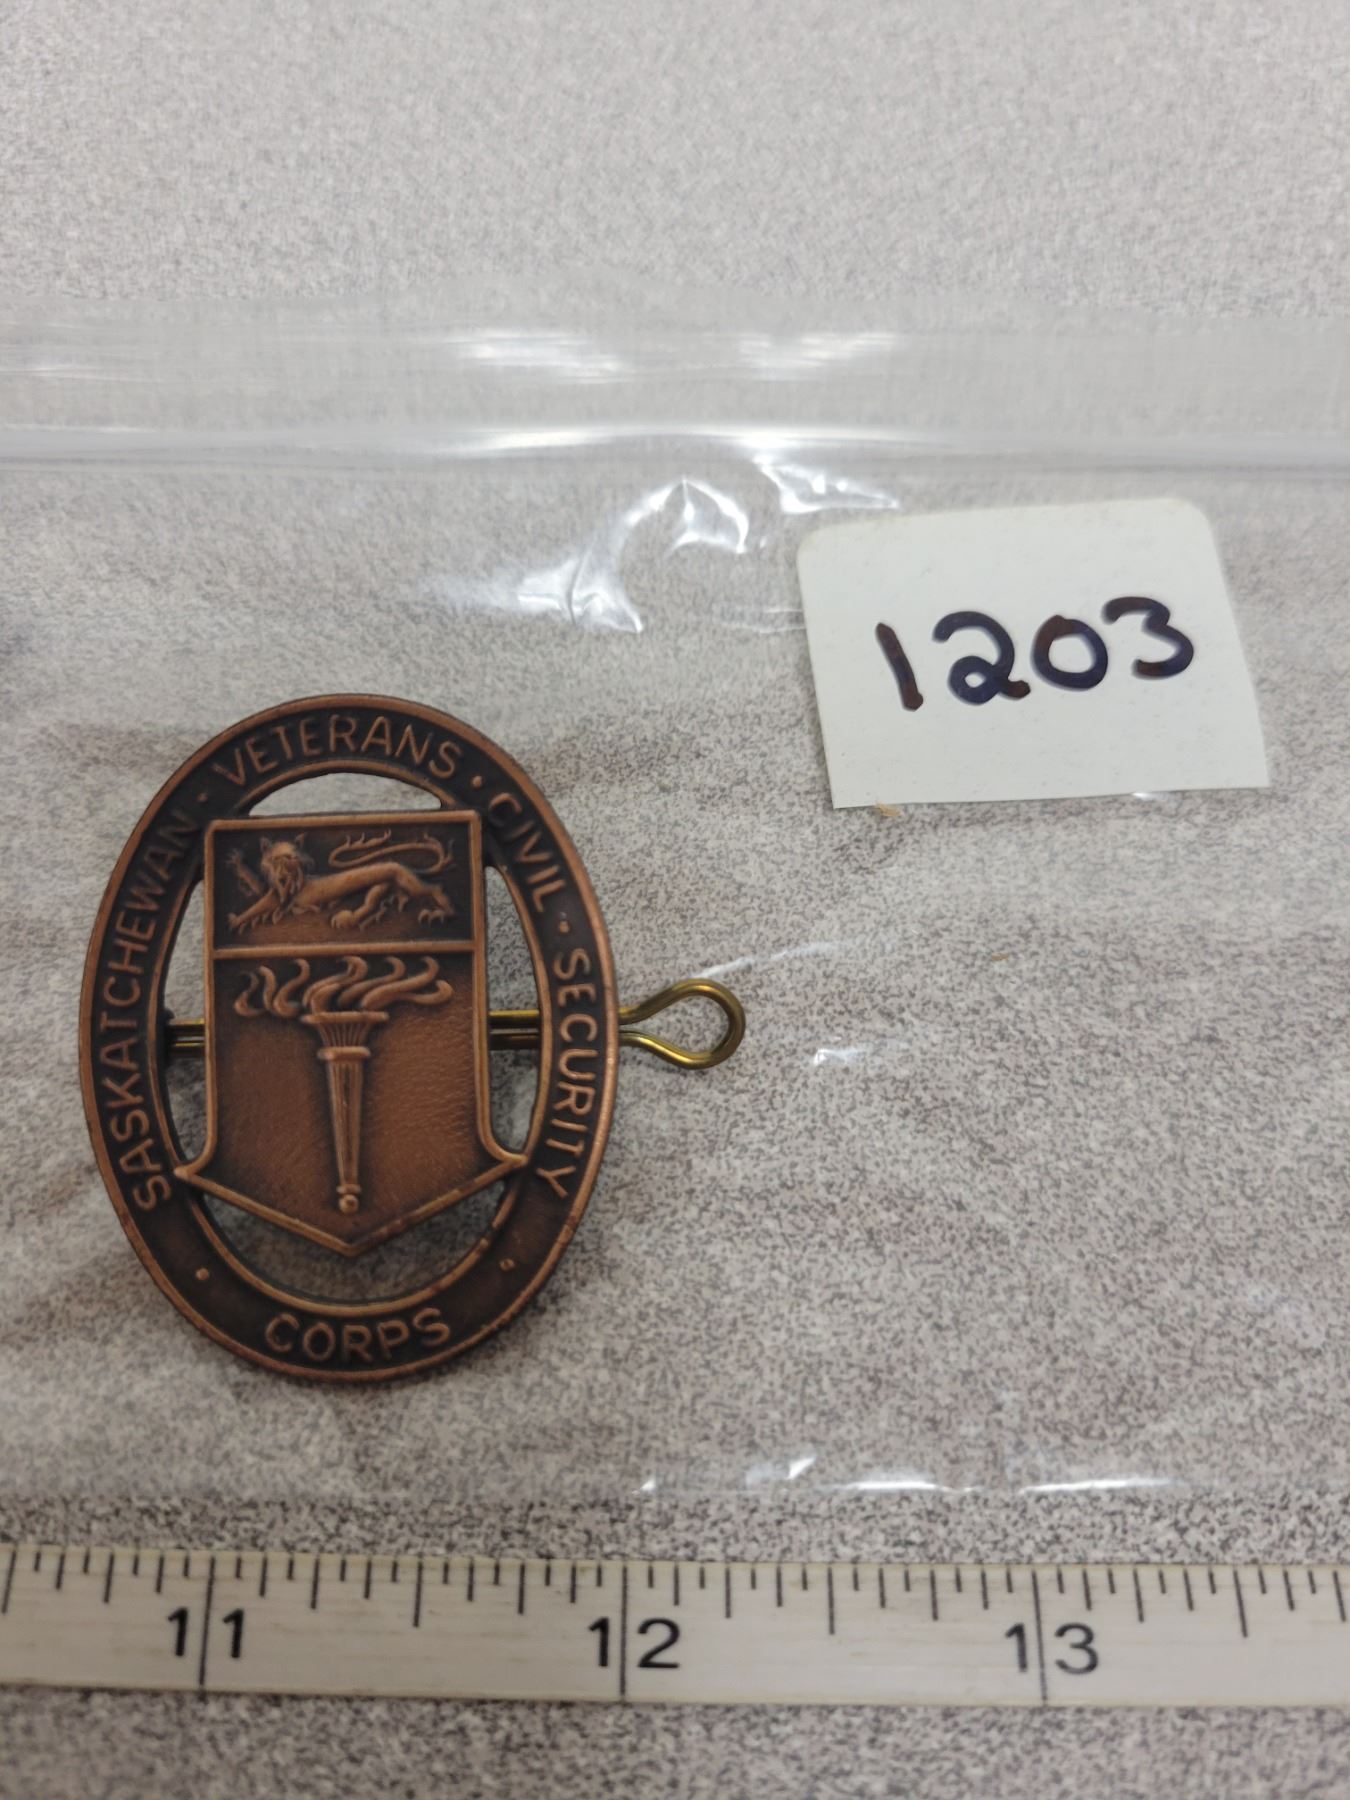 1203
SASKATCHEWAN · VETERANS · CIVIL · SECURITY
· CORPS ·
11 12 13